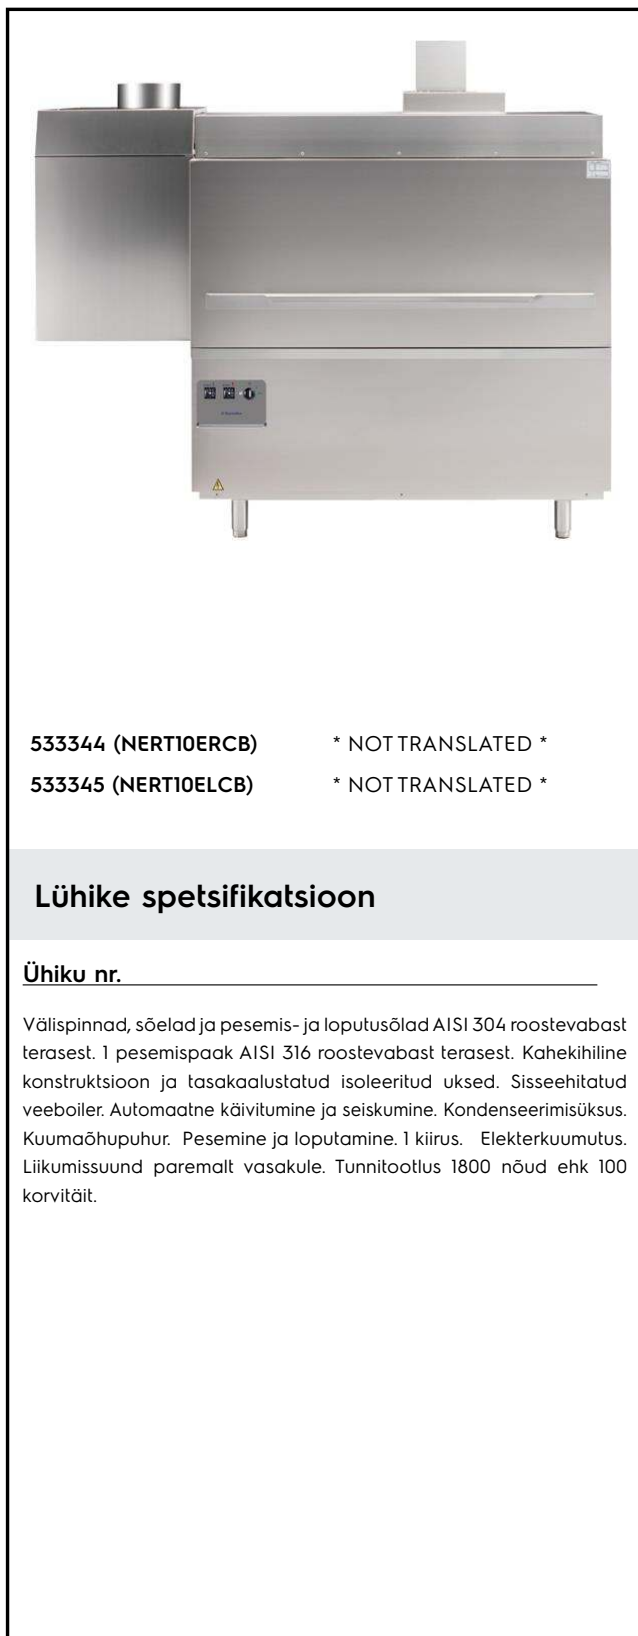 533344 (NERT10ERCB) * NOT TRANSLATED *
533345 (NERT10ELCB) * NOT TRANSLATED *
Lühike spetsifikatsioon
Ühiku nr.
Välispinnad, sõelad ja pesemis- ja loputusõlad AISI 304 roostevabast
terasest. 1 pesemispaak AISI 316 roostevabast terasest. Kahekihiline
konstruktsioon ja tasakaalustatud isoleeritud uksed. Sisseehitatud
veeboiler. Automaatne käivitumine ja seiskumine. Kondenseerimisüksus.
Kuumaõhupuhur. Pesemine ja loputamine. 1 kiirus. Elekterkuumutus.
Liikumissuund paremalt vasakule. Tunnitootlus 1800 nõud ehk 100
korvitäit.